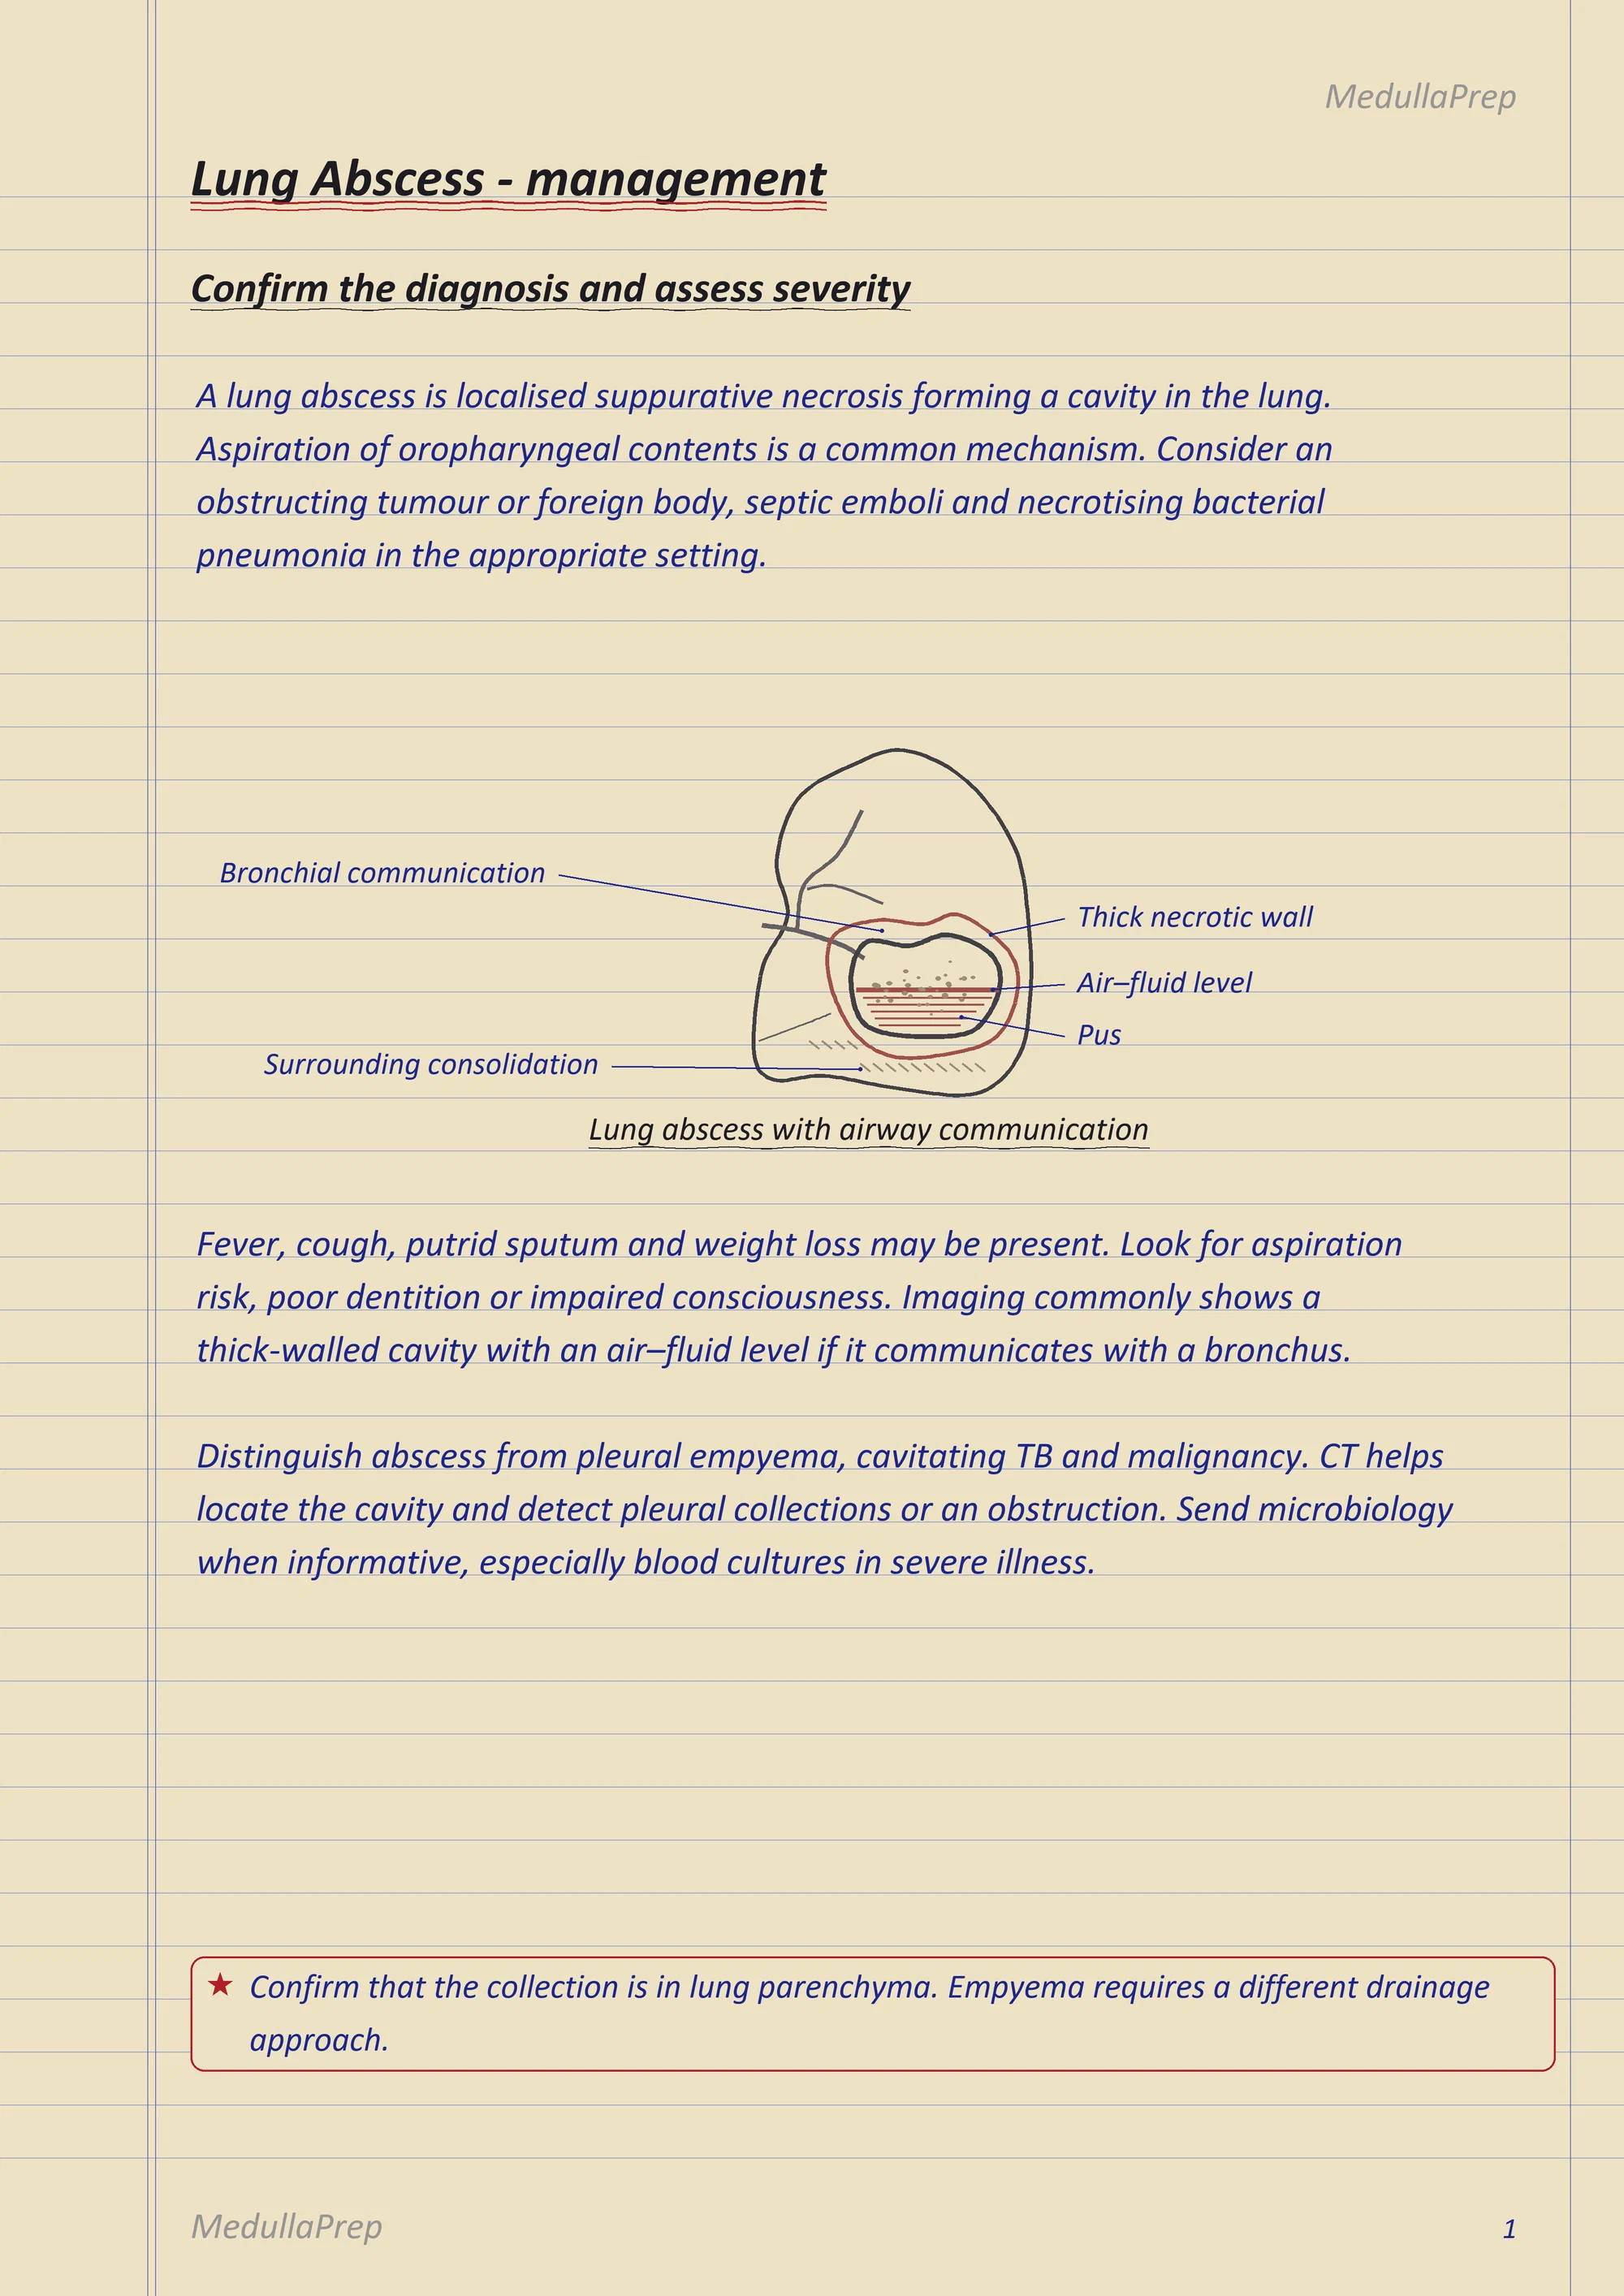 MedullaPrep
Lung Abscess - management
Confirm the diagnosis and assess severity
A lung abscess is localised suppurative necrosis forming a cavity in the lung.
Aspiration of oropharyngeal contents is a common mechanism. Consider an
obstructing tumour or foreign body, septic emboli and necrotising bacterial
pneumonia in the appropriate setting.
Bronchial communication
Thick necrotic wall
Air–fluid level
Pus
Surrounding consolidation
Lung abscess with airway communication
Fever, cough, putrid sputum and weight loss may be present. Look for aspiration
risk, poor dentition or impaired consciousness. Imaging commonly shows a
thick-walled cavity with an air–fluid level if it communicates with a bronchus.
Distinguish abscess from pleural empyema, cavitating TB and malignancy. CT helps
locate the cavity and detect pleural collections or an obstruction. Send microbiology
when informative, especially blood cultures in severe illness.
★ Confirm that the collection is in lung parenchyma. Empyema requires a different drainage
approach.
MedullaPrep
1